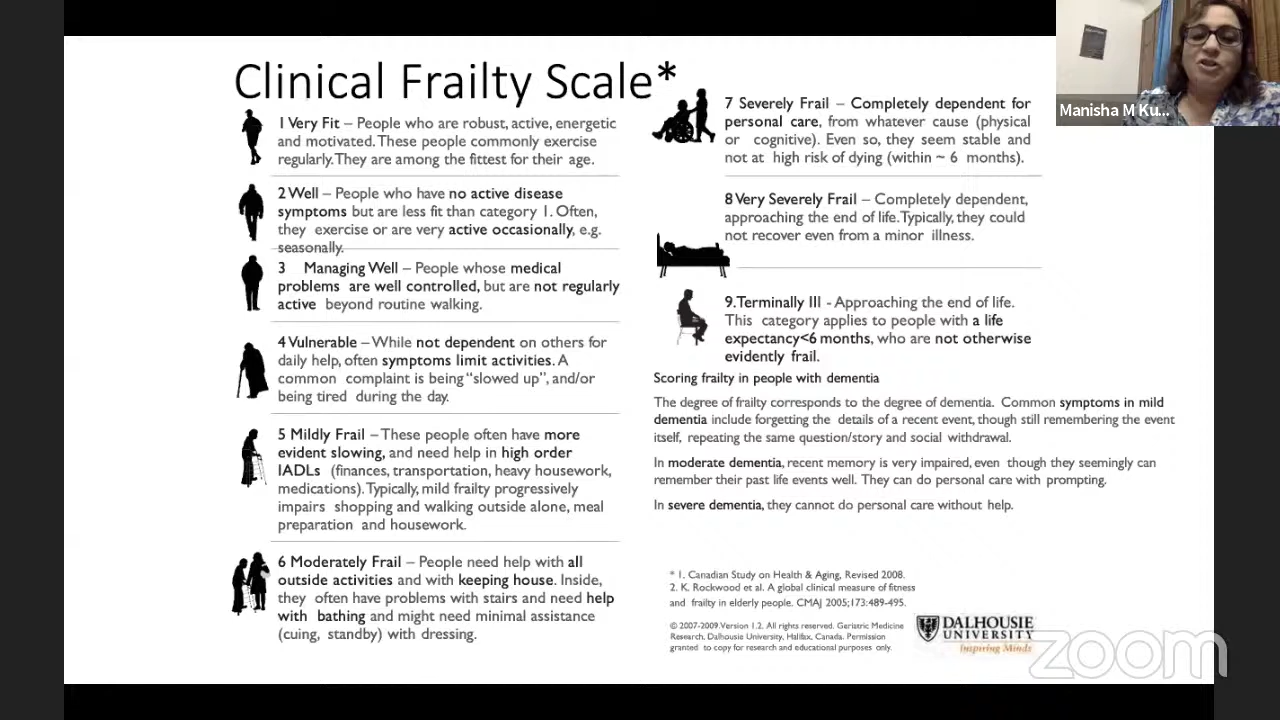 Clinical Frailty Scale*
1 Very Fit – People who are robust, active, energetic
and motivated. These people commonly exercise
regularly. They are among the fittest for their age.
2 Well – People who have no active disease
symptoms but are less fit than category 1. Often,
they exercise or are very active occasionally, e.g.
seasonally.
3 Managing Well – People whose medical
problems are well controlled, but are not regularly
active beyond routine walking.
4 Vulnerable – While not dependent on others for
daily help, often symptoms limit activities. A
common complaint is being “slowed up”, and/or
being tired during the day.
5 Mildly Frail – These people often have more
evident slowing, and need help in high order
IADLs (finances, transportation, heavy housework,
medications). Typically, mild frailty progressively
impairs shopping and walking outside alone, meal
preparation and housework.
6 Moderately Frail – People need help with all
outside activities and with keeping house. Inside,
they often have problems with stairs and need help
with bathing and might need minimal assistance
(cuing, standby) with dressing.
7 Severely Frail – Completely dependent for
personal care, from whatever cause (physical
or cognitive). Even so, they seem stable and
not at high risk of dying (within ~ 6 months).
8 Very Severely Frail – Completely dependent,
approaching the end of life. Typically, they could
not recover even from a minor illness.
9.Terminally Ill - Approaching the end of life.
This category applies to people with a life
expectancy<6 months, who are not otherwise
evidently frail.
Scoring frailty in people with dementia
The degree of frailty corresponds to the degree of dementia. Common symptoms in mild
dementia include forgetting the details of a recent event, though still remembering the event
itself, repeating the same question/story and social withdrawal.
In moderate dementia, recent memory is very impaired, even though they seemingly can
remember their past life events well. They can do personal care with prompting.
In severe dementia, they cannot do personal care without help.
* 1. Canadian Study on Health & Aging, Revised 2008.
2. K. Rockwood et al. A global clinical measure of fitness
and frailty in elderly people. CMAJ 2005;173:489-495.
© 2007-2009. Version 1.2. All rights reserved. Geriatric Medicine
Research, Dalhousie University, Halifax, Canada. Permission
granted to copy for research and educational purposes only.
DALHOUSIE
UNIVERSITY
Inspiring Minds
Manisha M Ku...
zoom